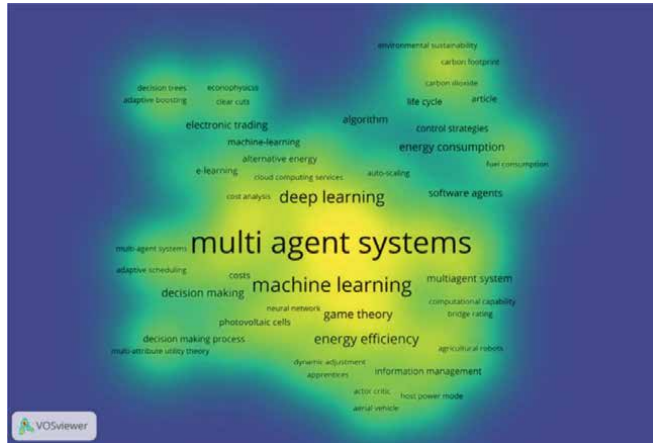 environmental sustainability
carbon footprint
carbon dioxide
decision trees
econophysics
adaptive boosting
clear cuts
life cycle
article
electronic trading
algorithm
control strategies
machine-learning
energy consumption
alternative energy
fuel consumption
e-learning
cloud computing services
auto-scaling
cost analysis
deep learning
software agents
multi agent systems
multi-agent systems
adaptive scheduling
costs
machine learning
multiagent system
decision making
computational capability
neural network
game theory
bridge rating
photovoltaic cells
decision making process
energy efficiency
multi-attribute utility theory
agricultural robots
dynamic adjustment
apprentices
information management
actor critic
host power mode
aerial vehicle
VOSviewer